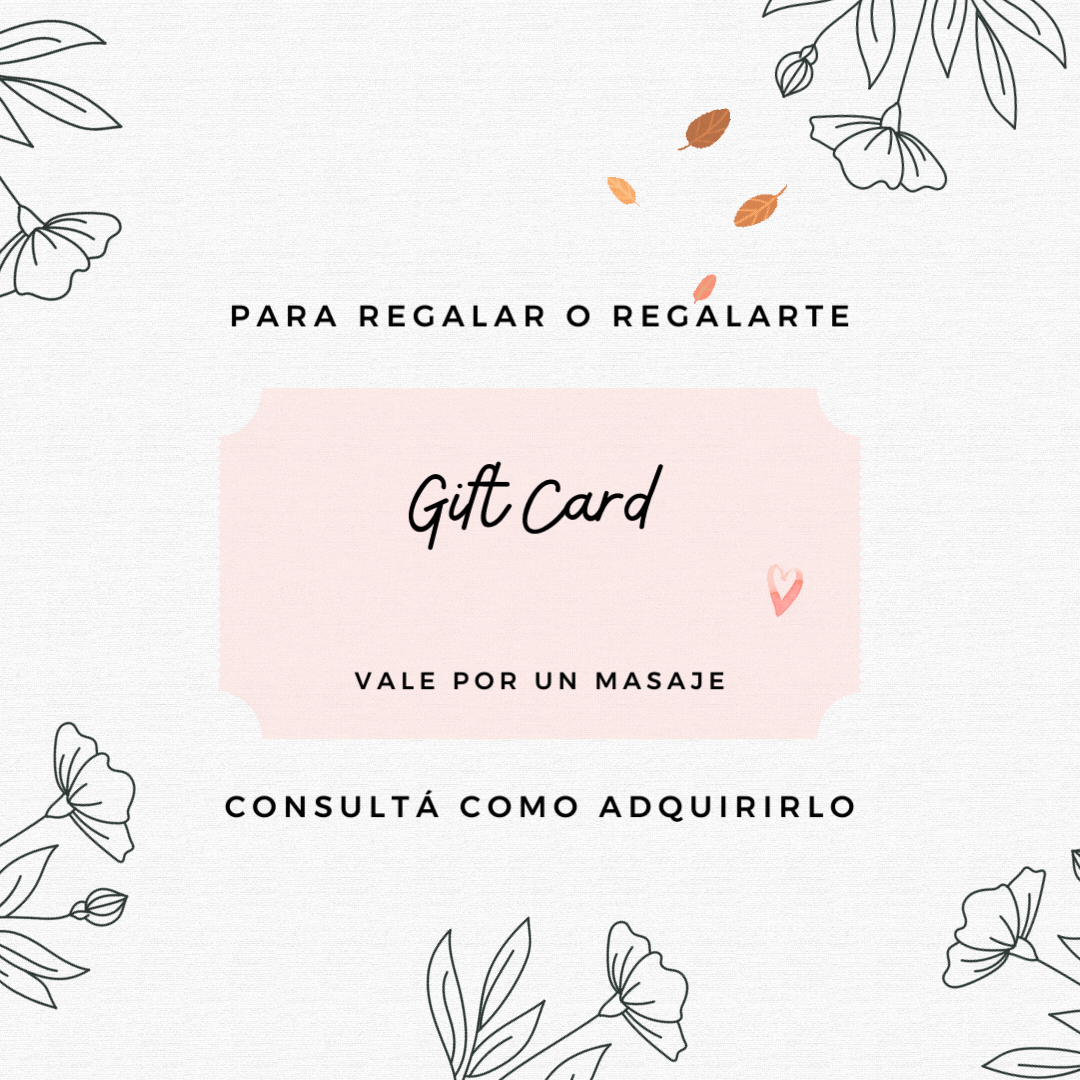 PARA REGALAR O REGALARTE
Gift Card
VALE POR UN MASAJE
CONSULTÁ COMO ADQUIRIRLO